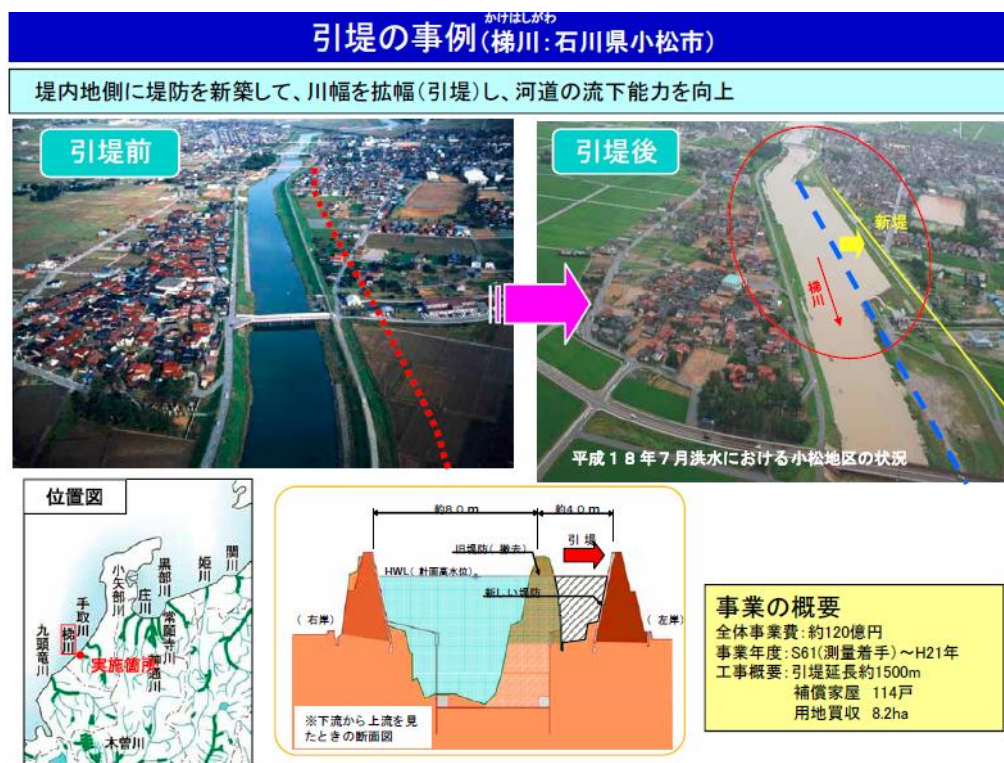 かけはしがわ
引堤の事例(梯川:石川県小松市)
堤内地側に堤防を新築して、川幅を拡幅(引堤)し、河道の流下能力を向上
引堤前
引堤後
新堤
梯川
平成18年7月洪水における小松地区の状況
位置図
関川
姫川
黒部川
小矢部川
庄川
常願寺川
神通川
手取川
梯川
九頭竜川
実施箇所
木曽川
約80m
約40m
旧堤防(撤去)
引堤
HWL(計画高水位)
新しい堤防
(右岸)
(左岸)
※下流から上流を見
たときの断面図
事業の概要
全体事業費:約120億円
事業年度:S61(測量着手)~H21年
工事概要:引堤延長約1500m
補償家屋 114戸
用地買収 8.2ha